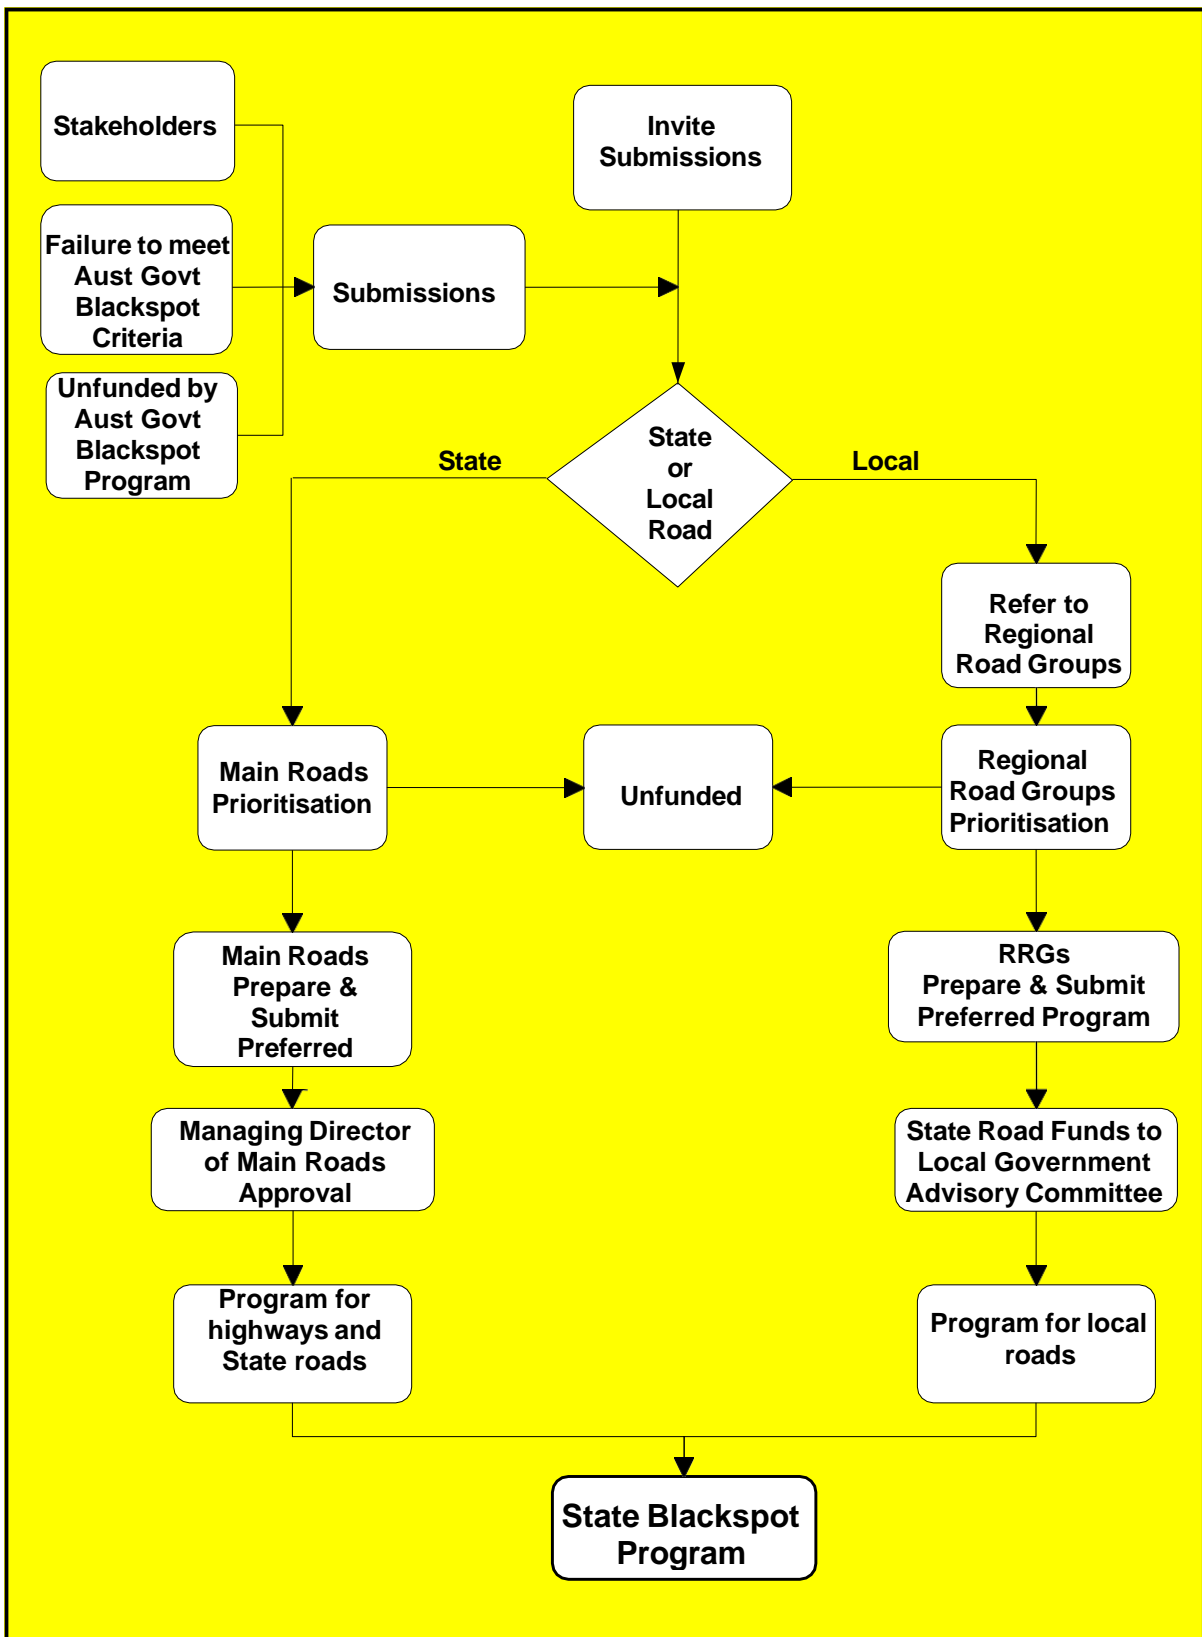 Stakeholders
Invite
Submissions
Failure to meet
Aust Govt
Blackspot
Criteria
Submissions
Unfunded by
Aust Govt
Blackspot
Program
State
or
Local
Road
State
Local
Refer to
Regional
Road Groups
Main Roads
Prioritisation
Unfunded
Regional
Road Groups
Prioritisation
Main Roads
Prepare &
Submit
Preferred
RRGs
Prepare & Submit
Preferred Program
Managing Director
of Main Roads
Approval
State Road Funds to
Local Government
Advisory Committee
Program for
highways and
State roads
Program for local
roads
State Blackspot
Program